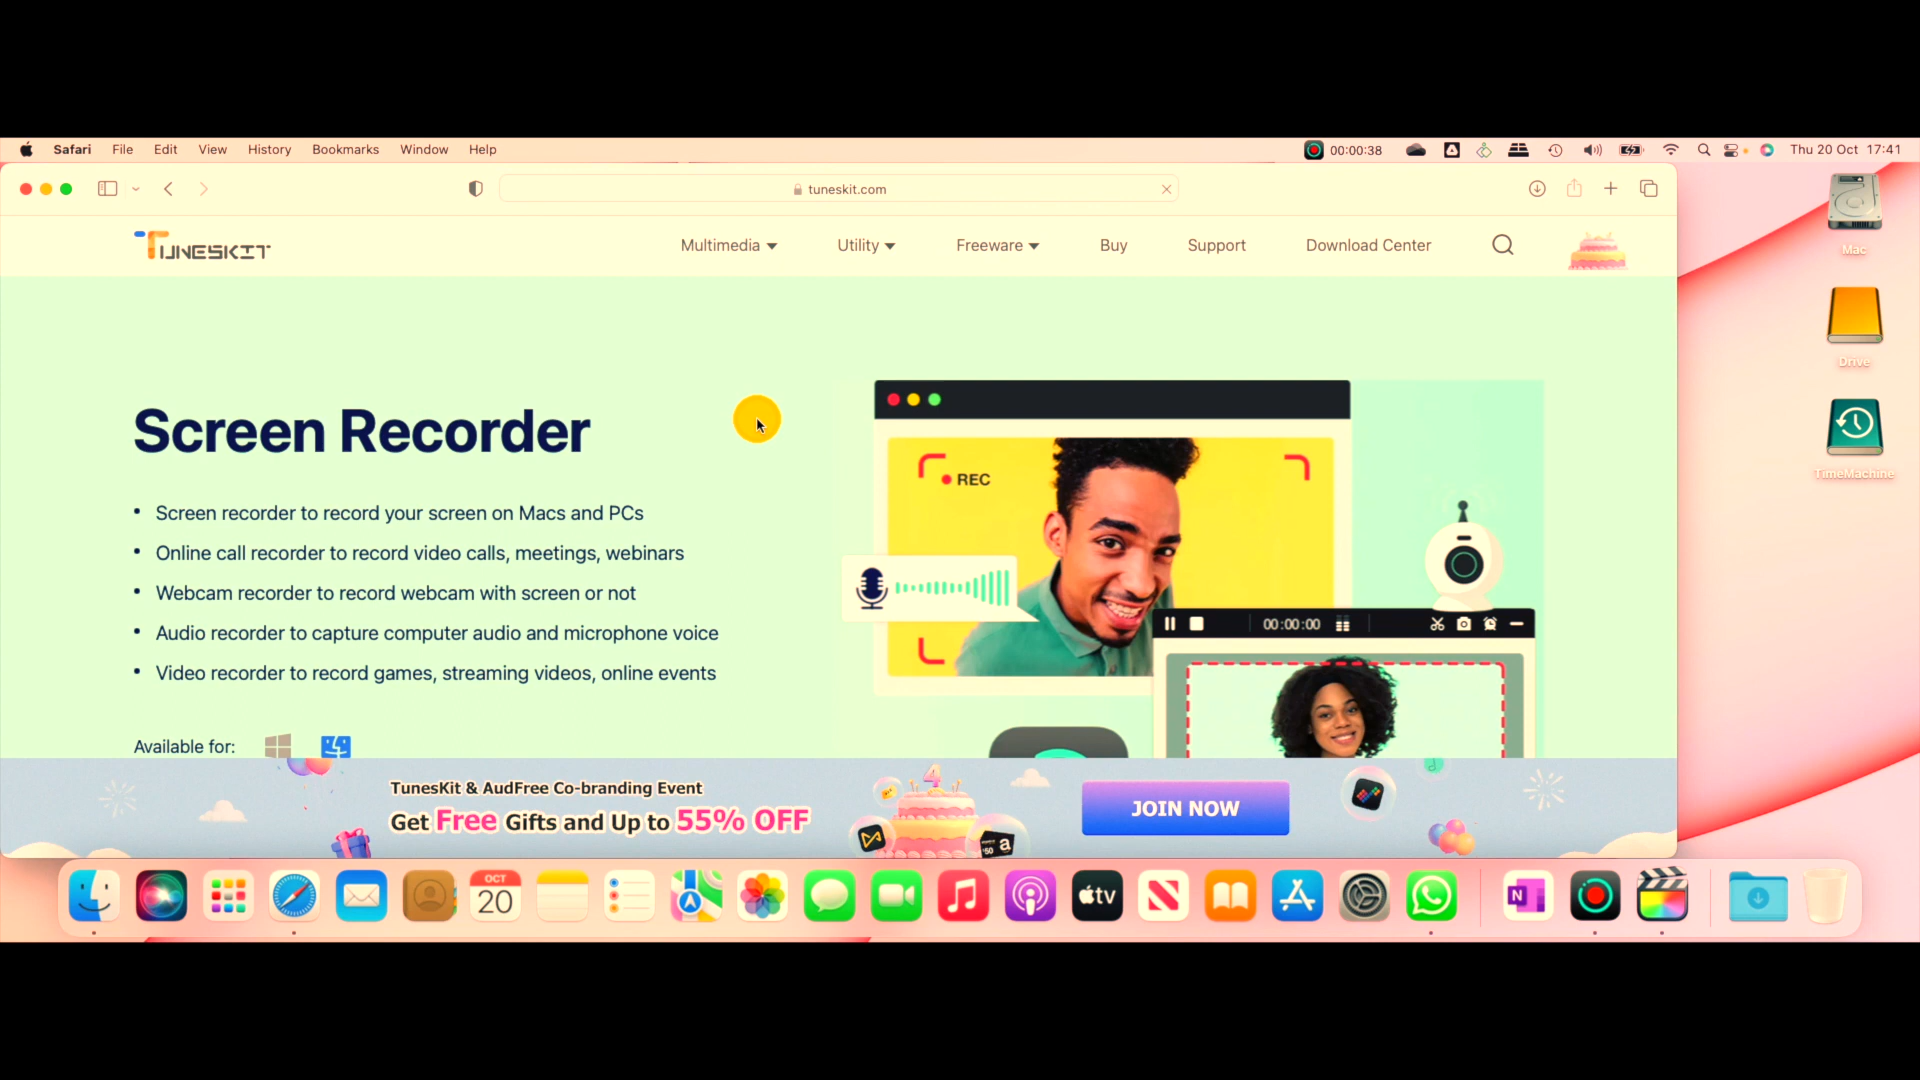 Safari File Edit View History Bookmarks Window Help 00:00:38 Thu 20 Oct 17:41
tuneskit.com
TUNESKIT Multimedia Utility Freeware Buy Support Download Center
Mac
Drive
TimeMachine
Screen Recorder
• Screen recorder to record your screen on Macs and PCs
• Online call recorder to record video calls, meetings, webinars
• Webcam recorder to record webcam with screen or not
• Audio recorder to capture computer audio and microphone voice
• Video recorder to record games, streaming videos, online events
REC
00:00:00
Available for:
TunesKit & AudFree Co-branding Event
Get Free Gifts and Up to 55% OFF
4
$50 a
JOIN NOW
OCT
20
tv
N